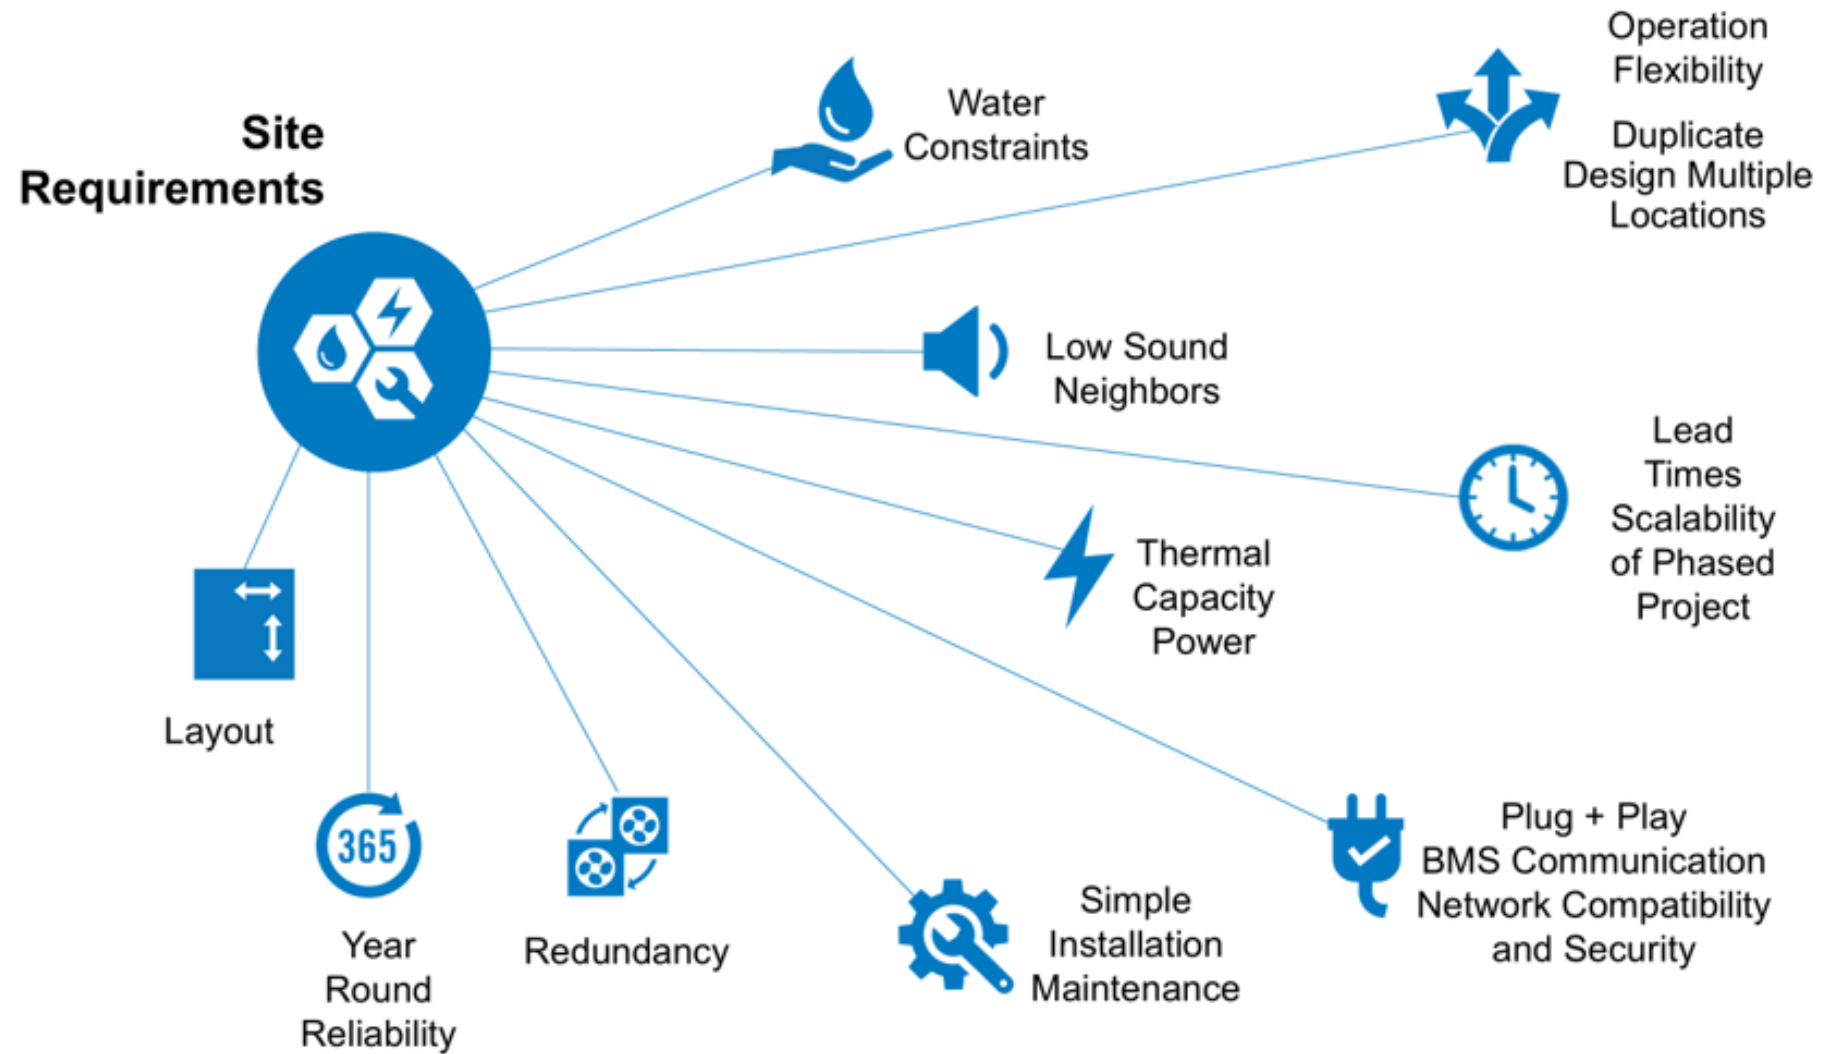 Site
Requirements
Water
Constraints
Operation
Flexibility
Duplicate
Design Multiple
Locations
Low Sound
Neighbors
Lead
Times
Scalability
of Phased
Project
Thermal
Capacity
Power
Plug + Play
BMS Communication
Network Compatibility
and Security
Simple
Installation
Maintenance
Redundancy
365
Year
Round
Reliability
Layout